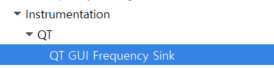 Instrumentation
QT
QT GUI Frequency Sink